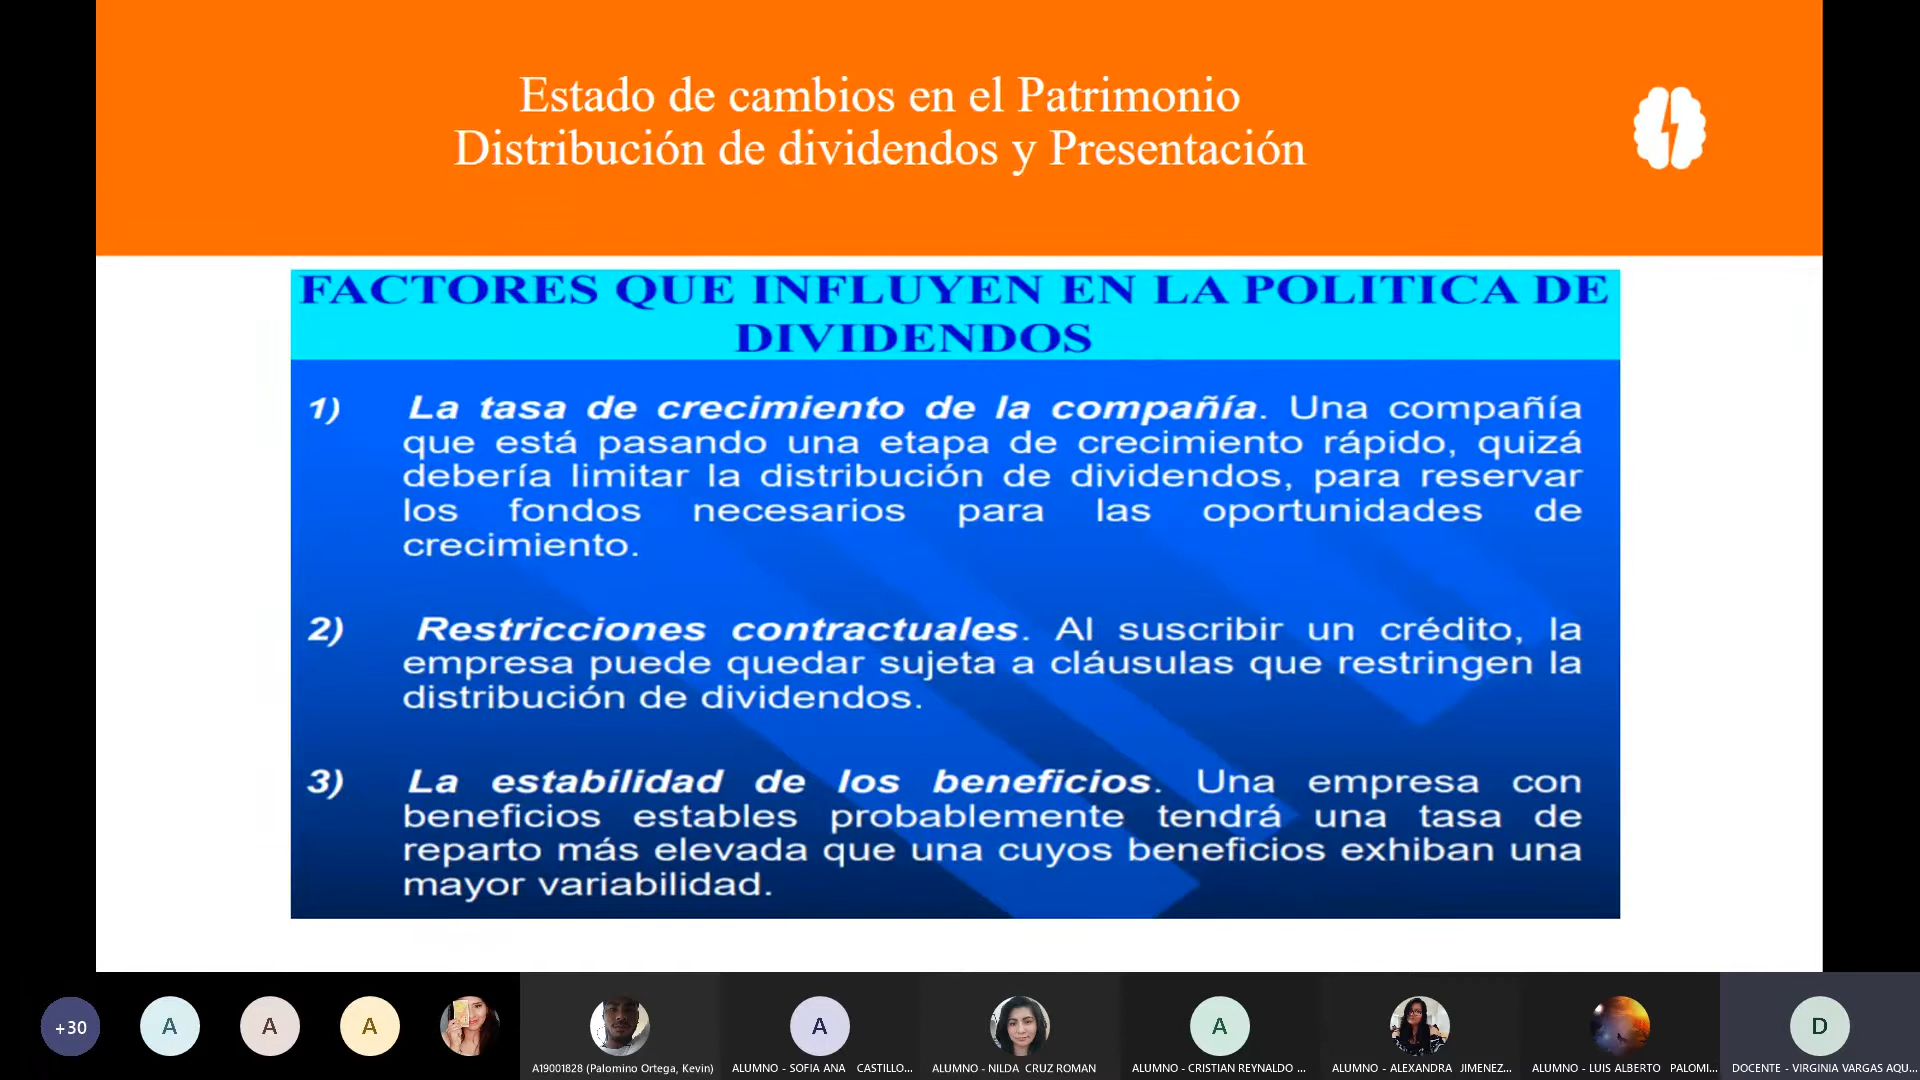 Estado de cambios en el Patrimonio
Distribución de dividendos y Presentación
FACTORES QUE INFLUYEN EN LA POLITICA DE
DIVIDENDOS
1) La tasa de crecimiento de la compañía. Una compañía
que está pasando una etapa de crecimiento rápido, quizá
debería limitar la distribución de dividendos, para reservar
los fondos necesarios para las oportunidades de
crecimiento.
2) Restricciones contractuales. Al suscribir un crédito, la
empresa puede quedar sujeta a cláusulas que restringen la
distribución de dividendos.
3) La estabilidad de los beneficios. Una empresa con
beneficios estables probablemente tendrá una tasa de
reparto más elevada que una cuyos beneficios exhiban una
mayor variabilidad.
+30
A
A
A
A
A
D
A19001828 (Palomino Ortega, Kevin)
ALUMNO - SOFIA ANA CASTILLO...
ALUMNO - NILDA CRUZ ROMAN
ALUMNO - CRISTIAN REYNALDO ...
ALUMNO - ALEXANDRA JIMENEZ...
ALUMNO - LUIS ALBERTO PALOMI...
DOCENTE - VIRGINIA VARGAS AQU...